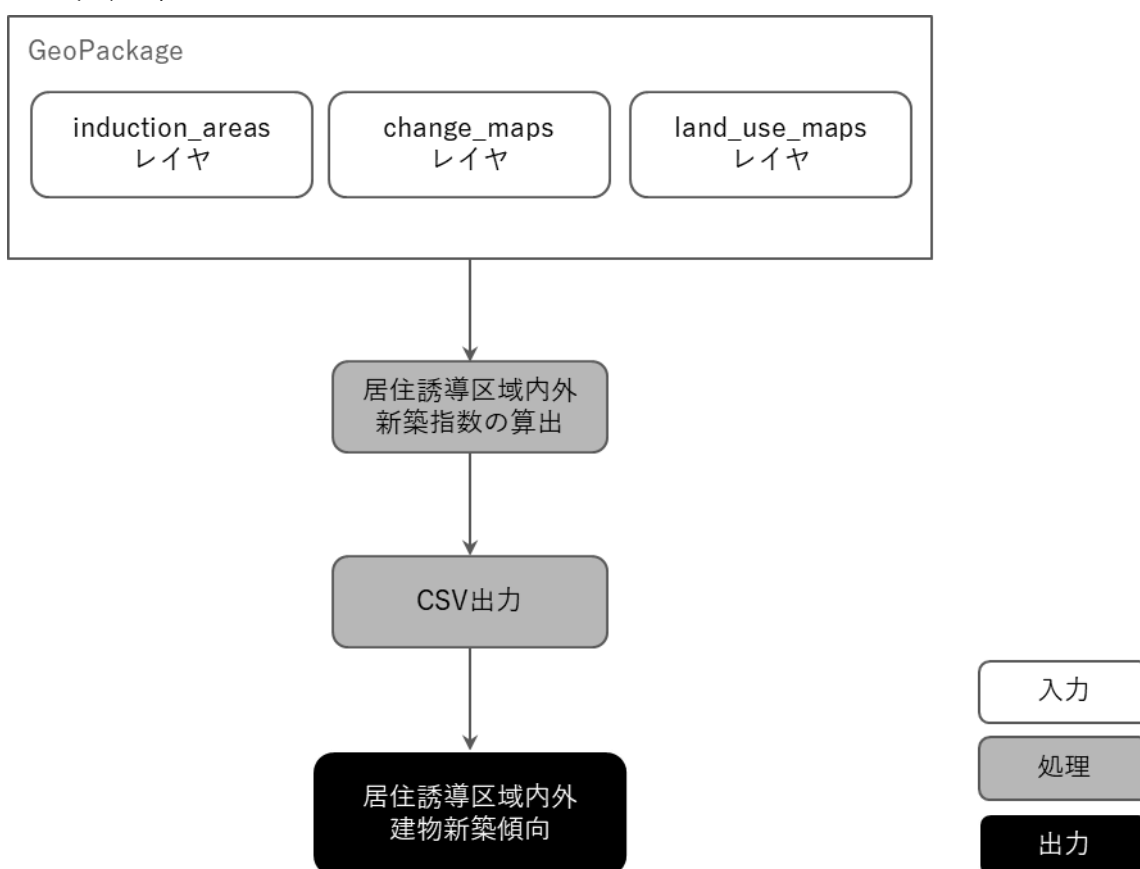 GeoPackage
induction_areas
レイヤ
change_maps
レイヤ
land_use_maps
レイヤ
居住誘導区域内外
新築指数の算出
CSV出力
居住誘導区域内外
建物新築傾向
入力
処理
出力